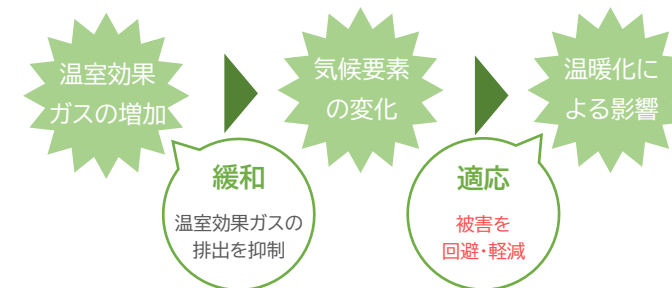 温室効果
ガスの増加
気候要素
の変化
温暖化に
よる影響
緩和
温室効果ガスの
排出を抑制
適応
被害を
回避・軽減